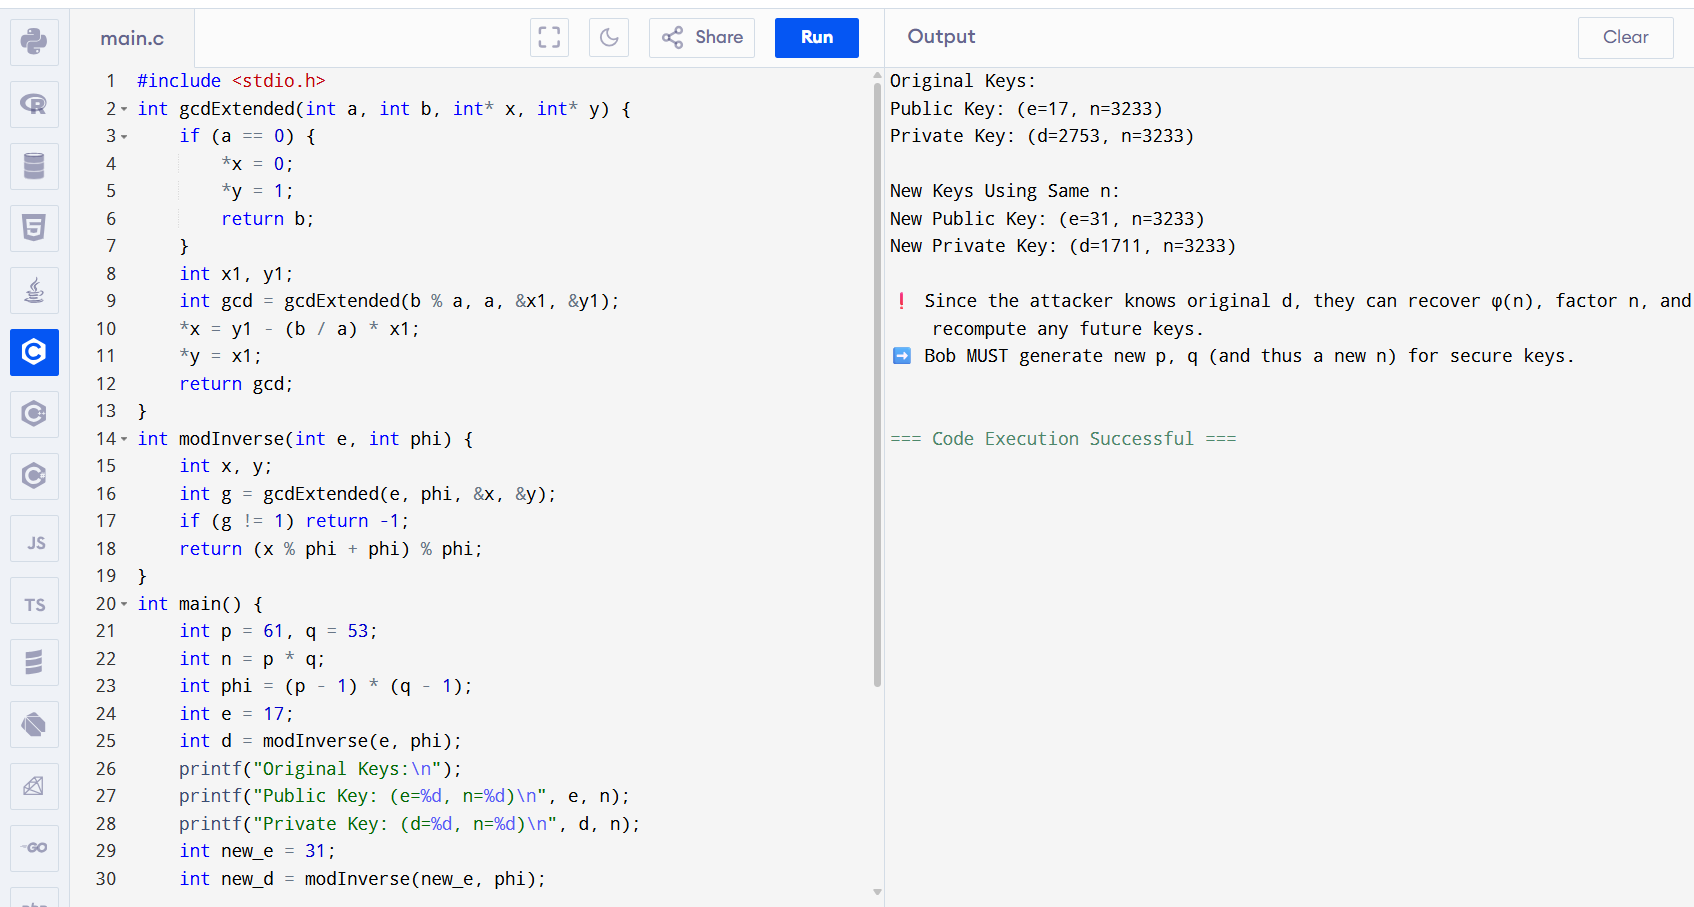 main.c
Share
Run
Output
Clear
JS
TS
GO
1 #include <stdio.h>
2 int gcdExtended(int a, int b, int* x, int* y) {
3 if (a == 0) {
4 *x = 0;
5 *y = 1;
6 return b;
7 }
8 int x1, y1;
9 int gcd = gcdExtended(b % a, a, &x1, &y1);
10 *x = y1 - (b / a) * x1;
11 *y = x1;
12 return gcd;
13 }
14 int modInverse(int e, int phi) {
15 int x, y;
16 int g = gcdExtended(e, phi, &x, &y);
17 if (g != 1) return -1;
18 return (x % phi + phi) % phi;
19 }
20 int main() {
21 int p = 61, q = 53;
22 int n = p * q;
23 int phi = (p - 1) * (q - 1);
24 int e = 17;
25 int d = modInverse(e, phi);
26 printf("Original Keys:\n");
27 printf("Public Key: (e=%d, n=%d)\n", e, n);
28 printf("Private Key: (d=%d, n=%d)\n", d, n);
29 int new_e = 31;
30 int new_d = modInverse(new_e, phi);
Original Keys:
Public Key: (e=17, n=3233)
Private Key: (d=2753, n=3233)
New Keys Using Same n:
New Public Key: (e=31, n=3233)
New Private Key: (d=1711, n=3233)
❗ Since the attacker knows original d, they can recover φ(n), factor n, and
recompute any future keys.
➡️ Bob MUST generate new p, q (and thus a new n) for secure keys.
=== Code Execution Successful ===